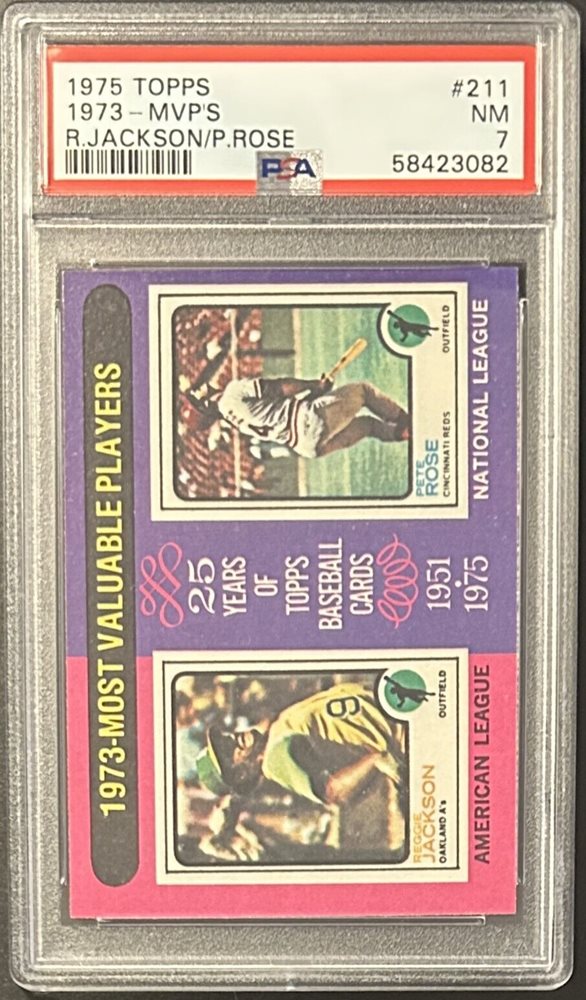 1975 TOPPS #211
1973 - MVP'S NM
R.JACKSON/P.ROSE 7
PSA 58423082
1973-MOST VALUABLE PLAYERS
REGGIE
JACKSON
OAKLAND A's
OUTFIELD
9
AMERICAN LEAGUE
25
YEARS
OF
TOPPS
BASEBALL
CARDS
1951
•
1975
PETE
ROSE
CINCINNATI REDS
OUTFIELD
NATIONAL LEAGUE